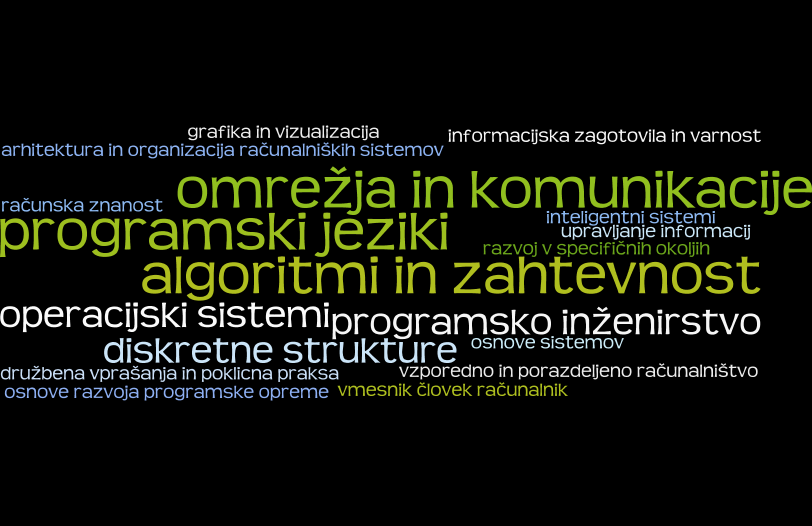 grafika in vizualizacija
informacijska zagotovila in varnost
arhitektura in organizacija računalniških sistemov
omrežja in komunikacije
računska znanost
inteligentni sistemi
programski jeziki
upravljanje informacij
razvoj v specifičnih okoljih
algoritmi in zahtevnost
operacijski sistemi
programsko inženirstvo
diskretne strukture
osnove sistemov
družbena vprašanja in poklicna praksa
vzporedno in porazdeljeno računalništvo
osnove razvoja programske opreme
vmesnik človek računalnik